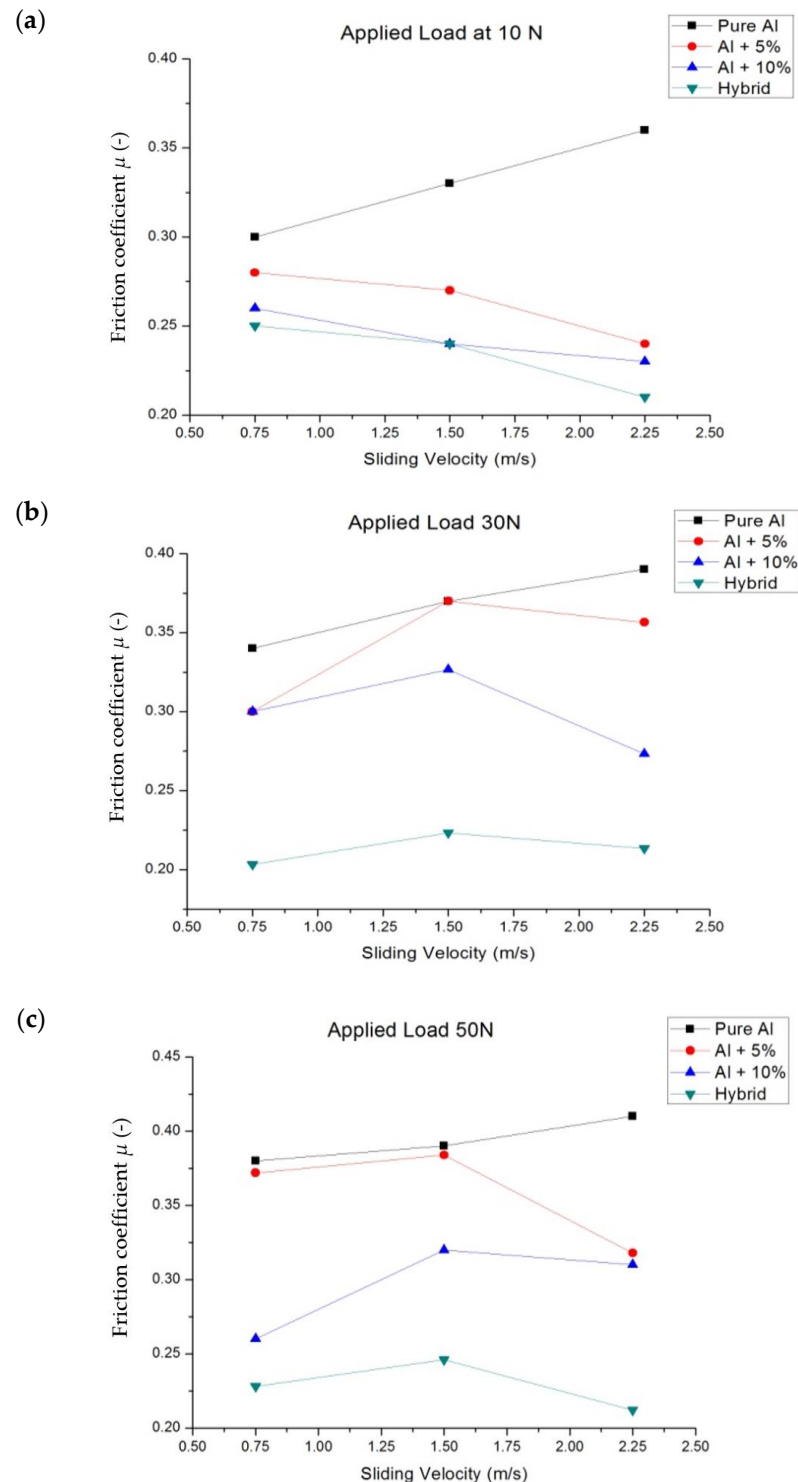 (a)
Applied Load at 10 N
Pure Al
Al + 5%
Al + 10%
Hybrid
0.40
0.35
0.30
0.25
0.20
Friction coefficient μ (-)
0.50 0.75 1.00 1.25 1.50 1.75 2.00 2.25 2.50
Sliding Velocity (m/s)
(b)
Applied Load 30N
Pure Al
Al + 5%
Al + 10%
Hybrid
0.40
0.35
0.30
0.25
0.20
Friction coefficient μ (-)
0.50 0.75 1.00 1.25 1.50 1.75 2.00 2.25 2.50
Sliding Velocity (m/s)
(c)
Applied Load 50N
Pure Al
Al + 5%
Al + 10%
Hybrid
0.45
0.40
0.35
0.30
0.25
0.20
Friction coefficient μ (-)
0.50 0.75 1.00 1.25 1.50 1.75 2.00 2.25 2.50
Sliding Velocity (m/s)